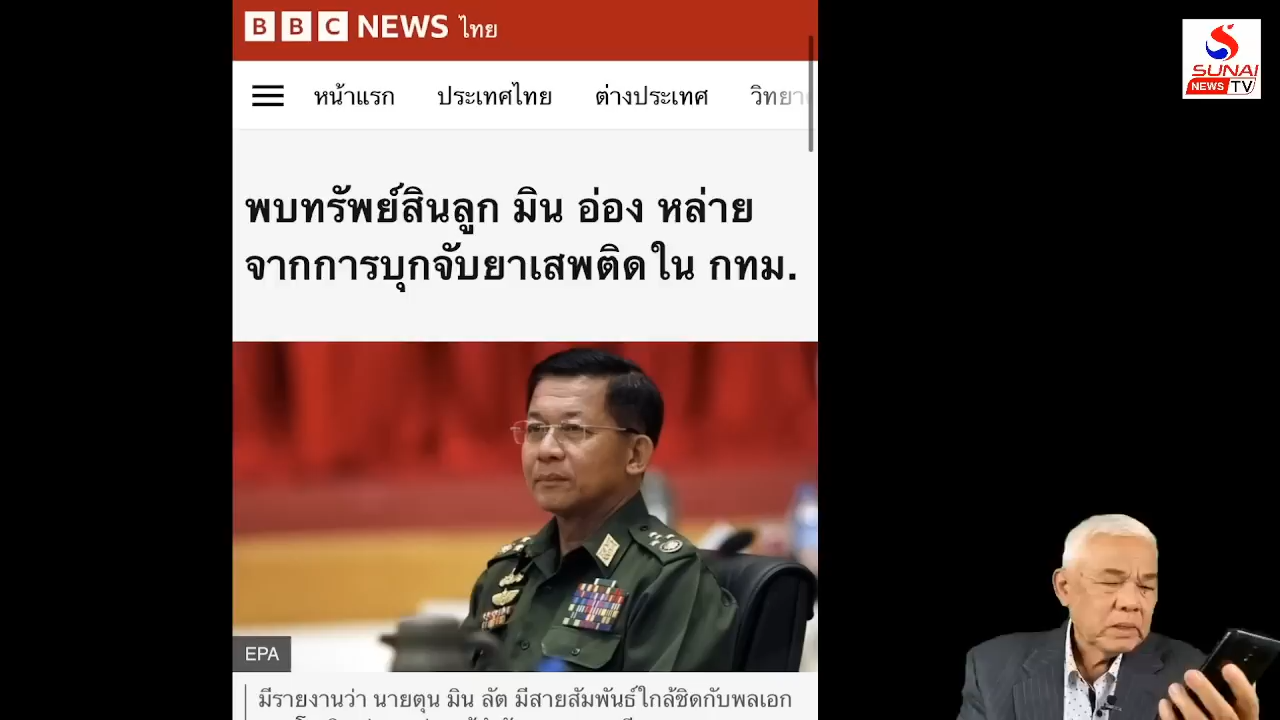 BBC NEWS ไทย
หน้าแรก ประเทศไทย ต่างประเทศ
พบทรัพย์สินลูก มิน อ่อง หล่าย
จากการบุกจับยาเสพติดใน กทม.
EPA
มีรายงานว่า นายตุน มิน ลัต มีสายสัมพันธ์ใกล้ชิดกับพลเอก
SUNAI
NEWS TV